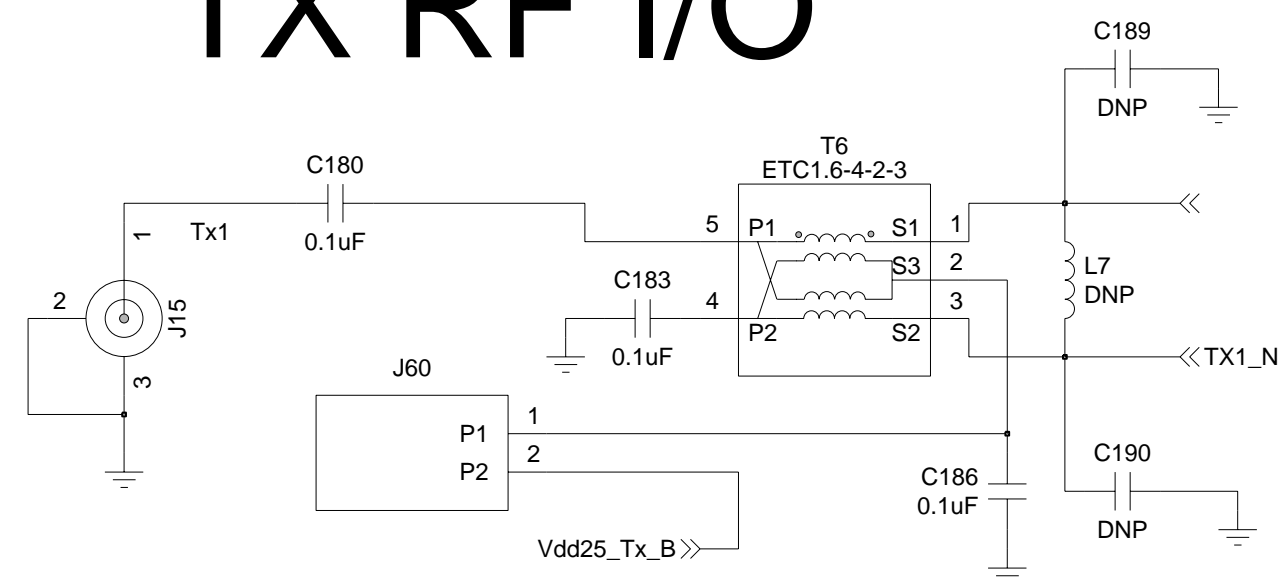 TX RF I/O
C189
DNP
T6
ETC1.6-4-2-3
C180
0.1uF
1
Tx1
5
P1
S1
1
S3
2
L7
DNP
C183
0.1uF
4
P2
S2
3
2
J15
3
TX1_N
J60
P1
1
P2
2
C186
0.1uF
C190
DNP
Vdd25_Tx_B